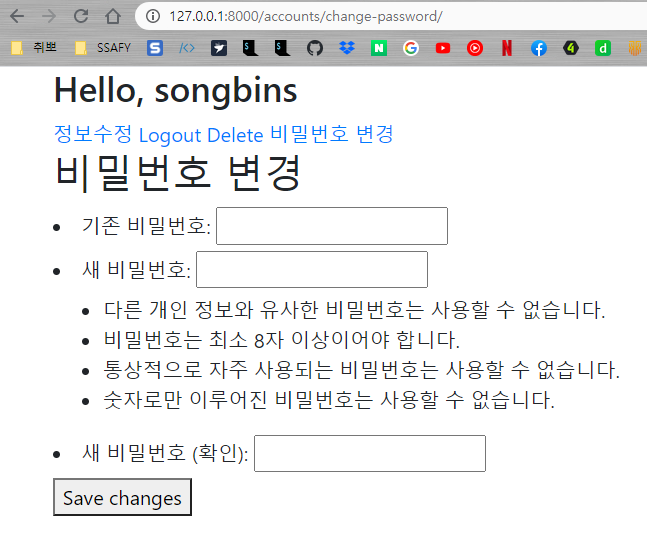 127.0.0.1:8000/accounts/change-password/
취뽀 SSAFY
Hello, songbins
정보수정 Logout Delete 비밀번호 변경
비밀번호 변경
기존 비밀번호:
새 비밀번호:
다른 개인 정보와 유사한 비밀번호는 사용할 수 없습니다.
비밀번호는 최소 8자 이상이어야 합니다.
통상적으로 자주 사용되는 비밀번호는 사용할 수 없습니다.
숫자로만 이루어진 비밀번호는 사용할 수 없습니다.
새 비밀번호 (확인):
Save changes